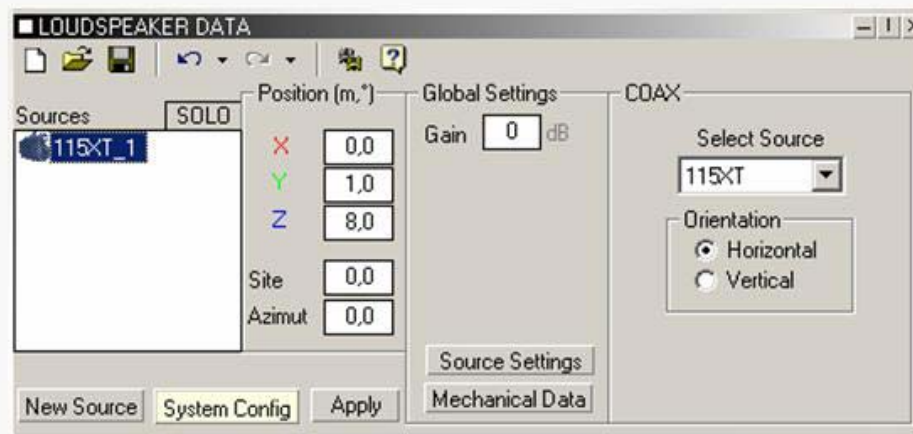 LOUDSPEAKER DATA
Sources
SOLO
115XT_1
Position (m,°)
X 0,0
Y 1,0
Z 8,0
Site 0,0
Azimut 0,0
Global Settings
Gain 0 dB
Source Settings
Mechanical Data
COAX
Select Source
115XT
Orientation
Horizontal
Vertical
New Source
System Config
Apply